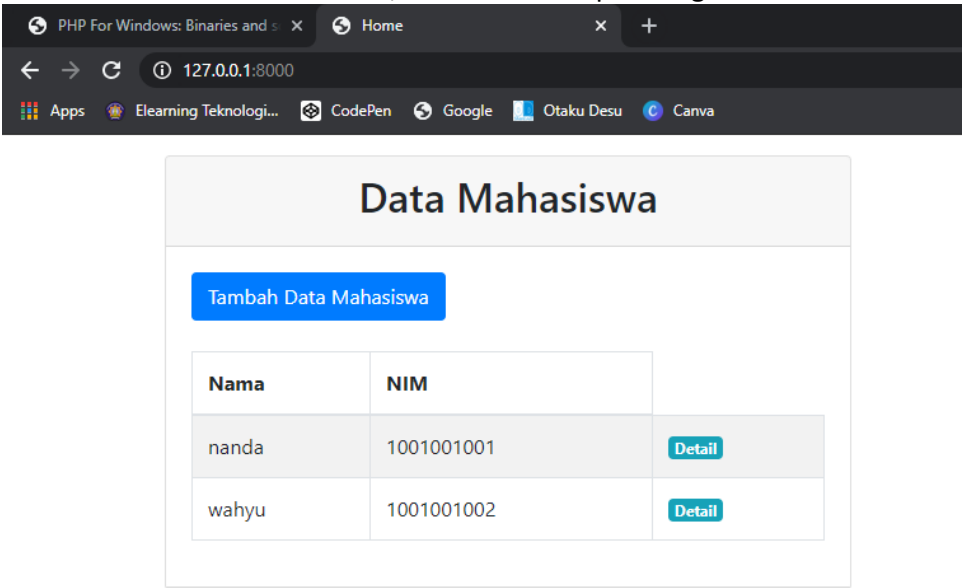 PHP For Windows: Binaries and s
Home
127.0.0.1:8000
Apps Elearning Teknologi... CodePen Google Otaku Desu Canva
Data Mahasiswa
Tambah Data Mahasiswa
Nama NIM
nanda 1001001001 Detail
wahyu 1001001002 Detail